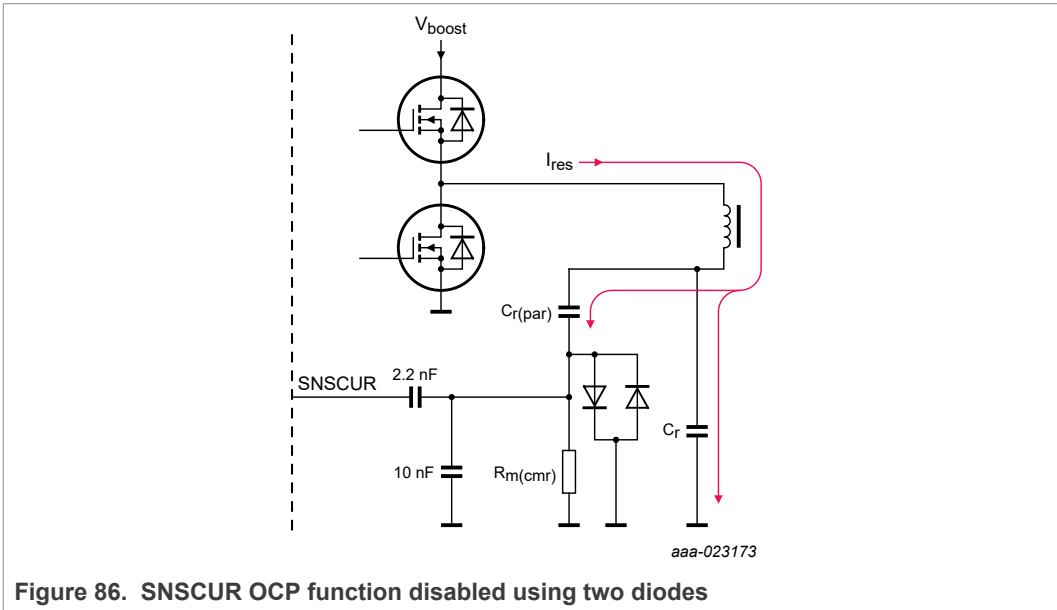 Vboost
Ires
Cr(par)
SNSCUR
2.2 nF
Cr
10 nF
Rm(cmr)
aaa-023173
Figure 86. SNSCUR OCP function disabled using two diodes